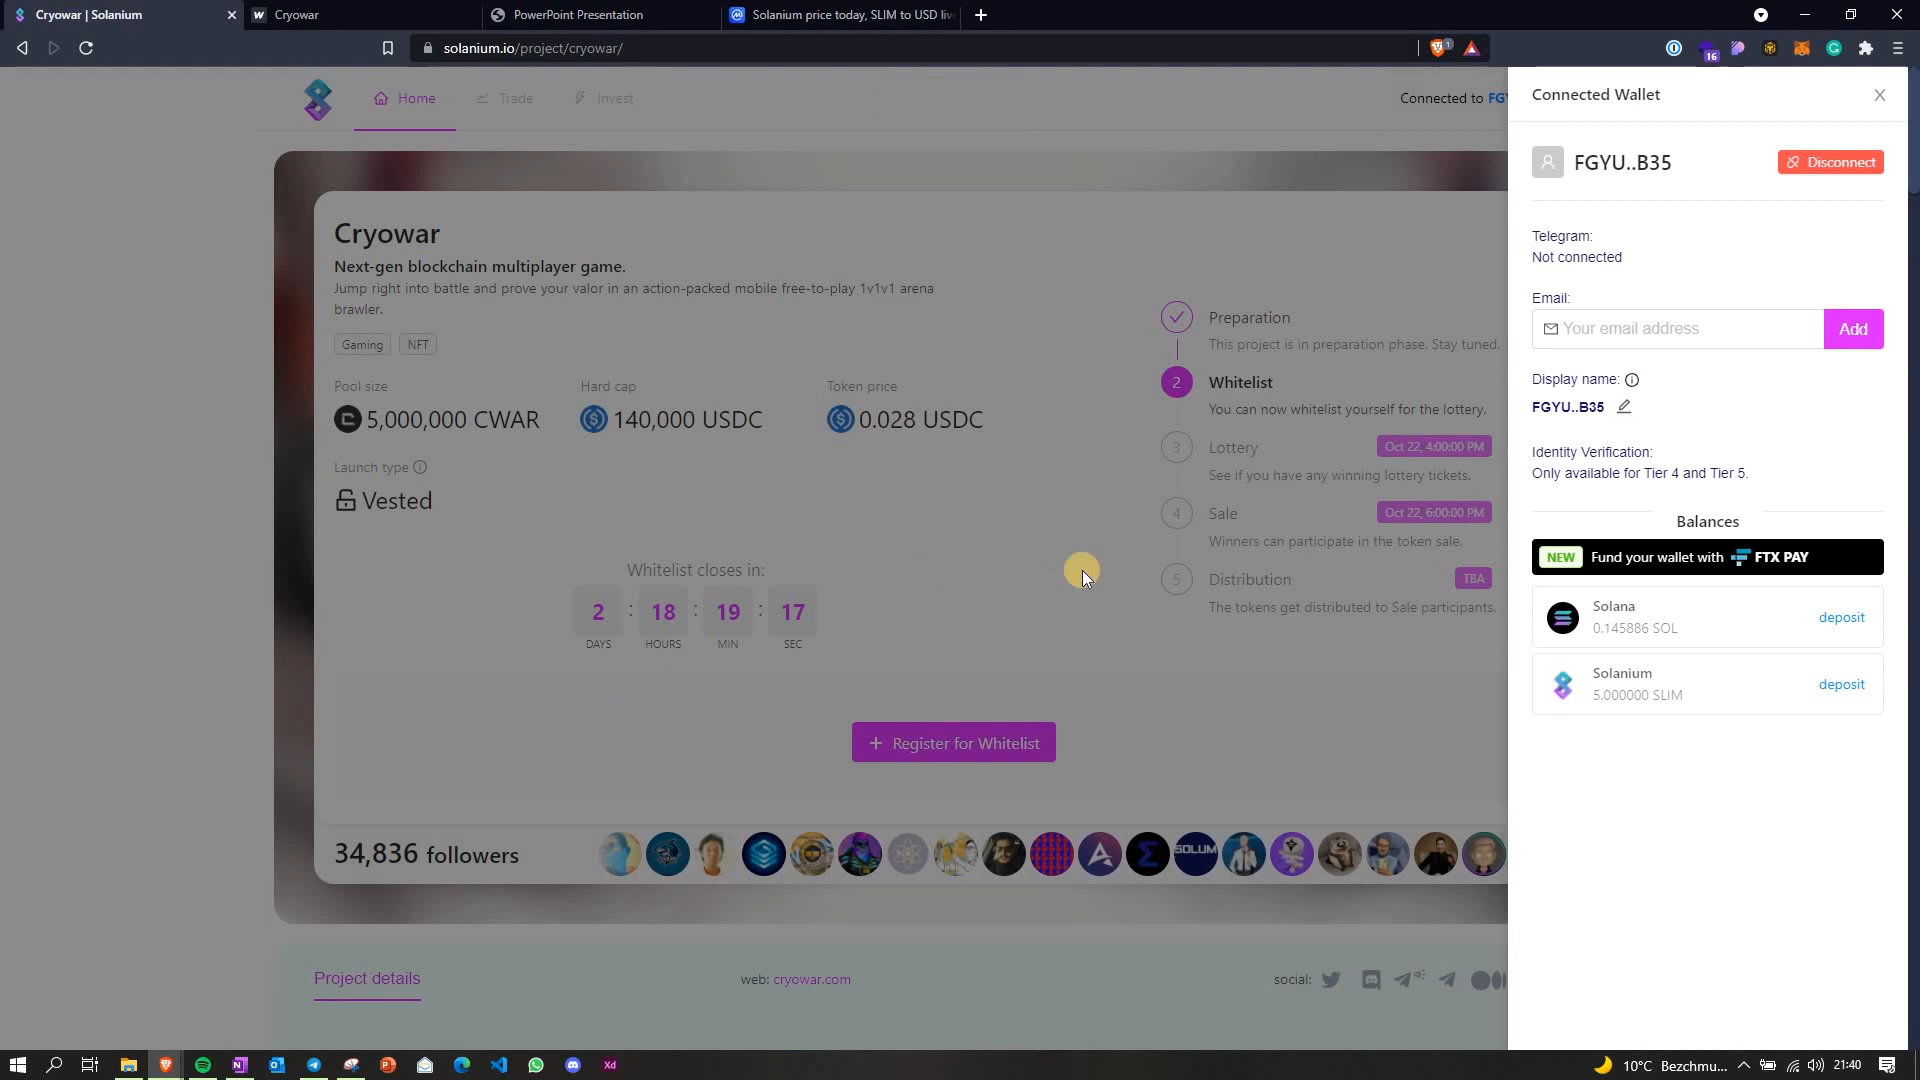 Cryowar | Solanium
W Cryowar
PowerPoint Presentation
Solanium price today, SLIM to USD liv
solanium.io/project/cryowar/
1
16
Home
Trade
Invest
Connected to FGY
Cryowar
Next-gen blockchain multiplayer game.
Jump right into battle and prove your valor in an action-packed mobile free-to-play 1v1v1 arena
brawler.
Gaming
NFT
Pool size
Hard cap
Token price
5,000,000 CWAR
140,000 USDC
0.028 USDC
Launch type
Vested
Whitelist closes in:
2 : 18 : 19 : 17
DAYS HOURS MIN SEC
Register for Whitelist
Preparation
This project is in preparation phase. Stay tuned.
2
Whitelist
You can now whitelist yourself for the lottery.
3
Lottery
Oct 22, 4:00:00 PM
See if you have any winning lottery tickets.
4
Sale
Oct 22, 6:00:00 PM
Winners can participate in the token sale.
5
Distribution
TBA
The tokens get distributed to Sale participants.
34,836 followers
SOLUM
Project details
web: cryowar.com
social:
Connected Wallet
FGYU..B35
Disconnect
Telegram:
Not connected
Email:
Your email address
Add
Display name:
FGYU..B35
Identity Verification:
Only available for Tier 4 and Tier 5.
Balances
NEW Fund your wallet with FTX PAY
Solana
0.145886 SOL
deposit
Solanium
5.000000 SLIM
deposit
Xd
10°C Bezchmu...
21:40